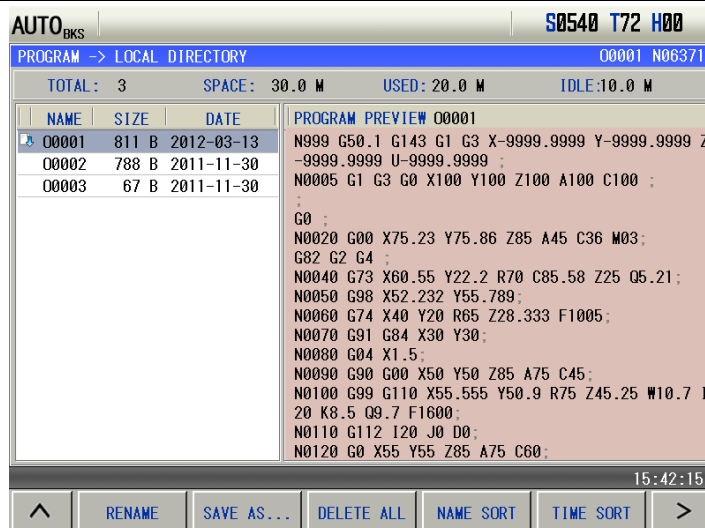 AUTO BKS S0540 T72 H00
PROGRAM -> LOCAL DIRECTORY O0001 N06371
TOTAL: 3 SPACE: 30.0 M USED: 20.0 M IDLE:10.0 M
NAME SIZE DATE
O0001 811 B 2012-03-13
O0002 788 B 2011-11-30
O0003 67 B 2011-11-30
PROGRAM PREVIEW O0001
N999 G50.1 G143 G1 G3 X-9999.9999 Y-9999.9999 Z
-9999.9999 U-9999.9999 ;
N0005 G1 G3 G0 X100 Y100 Z100 A100 C100 ;
;
G0 ;
N0020 G00 X75.23 Y75.86 Z85 A45 C36 M03;
G82 G2 G4 ;
N0040 G73 X60.55 Y22.2 R70 C85.58 Z25 Q5.21;
N0050 G98 X52.232 Y55.789;
N0060 G74 X40 Y20 R65 Z28.333 F1005;
N0070 G91 G84 X30 Y30;
N0080 G04 X1.5;
N0090 G90 G00 X50 Y50 Z85 A75 C45;
N0100 G99 G110 X55.555 Y50.9 R75 Z45.25 W10.7 I
20 K8.5 Q9.7 F1600;
N0110 G112 I20 J0 D0;
N0120 G0 X55 Y55 Z85 A75 C60;
15:42:15
RENAME SAVE AS... DELETE ALL NAME SORT TIME SORT >